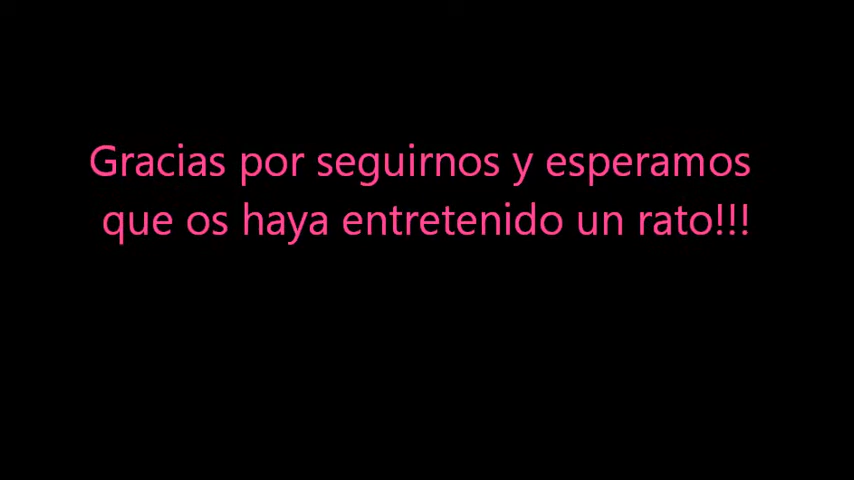 Gracias por seguirnos y esperamos
que os haya entretenido un rato!!!